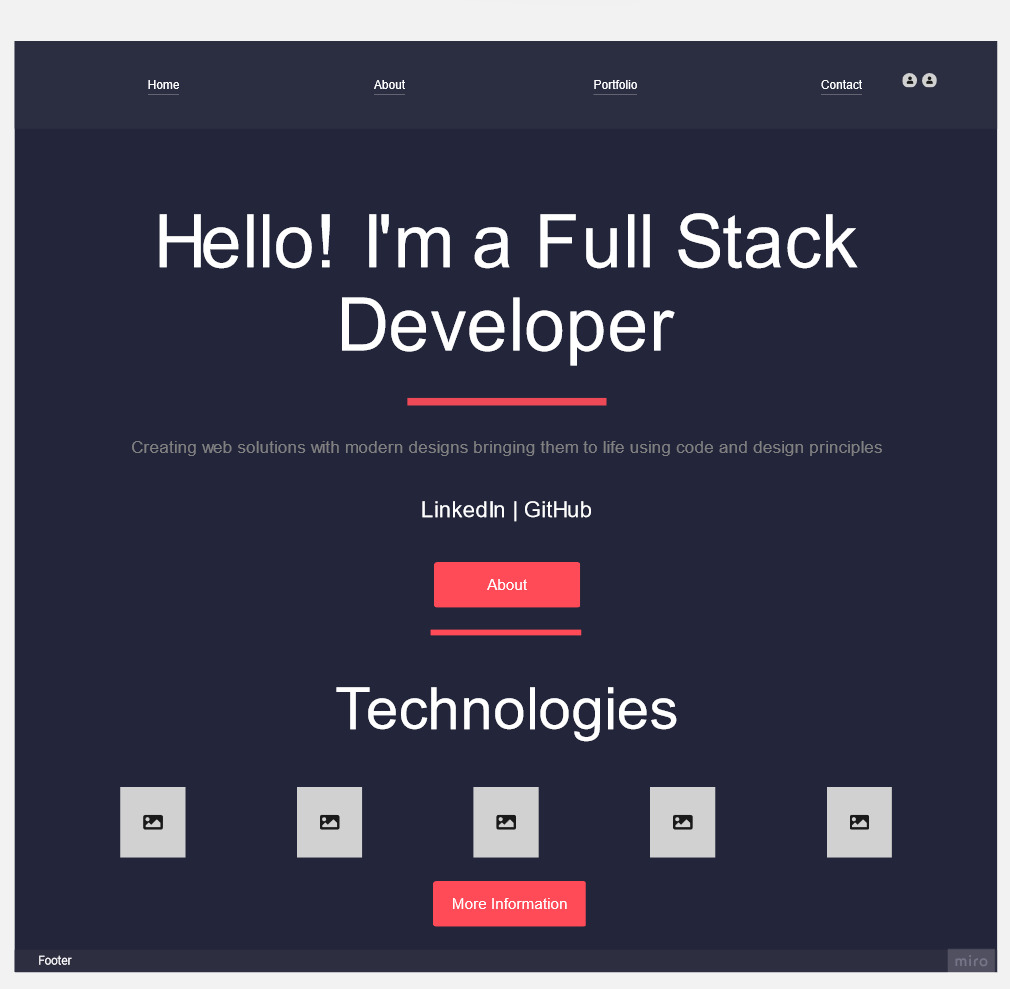 Home About Portfolio Contact
Hello! I'm a Full Stack
Developer
Creating web solutions with modern designs bringing them to life using code and design principles
LinkedIn | GitHub
About
Technologies
More Information
Footer
miro